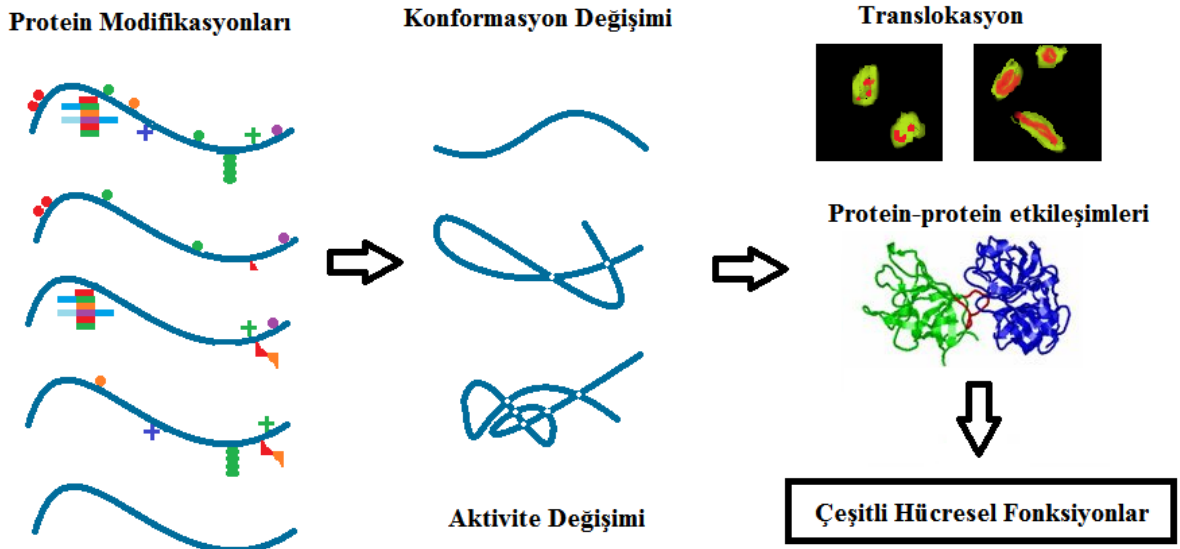 Protein Modifikasyonları
Konformasyon Değişimi
Translokasyon
Protein-protein etkileşimleri
Aktivite Değişimi
Çeşitli Hücresel Fonksiyonlar